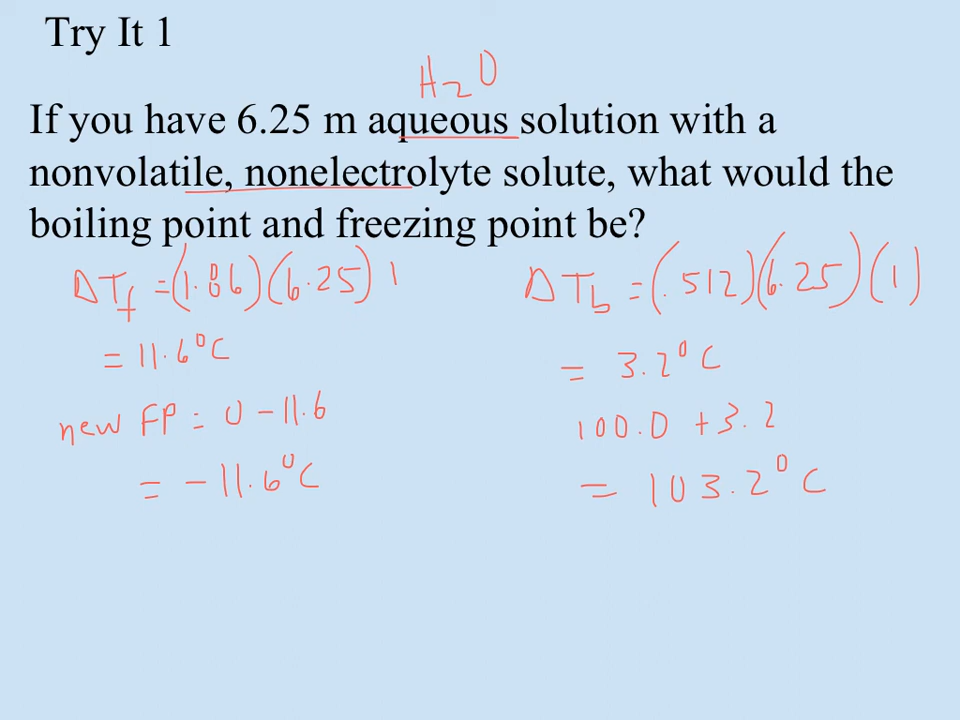 Try It 1
H2O
If you have 6.25 m aqueous solution with a
nonvolatile, nonelectrolyte solute, what would the
boiling point and freezing point be?
ΔTf = (1.86)(6.25) 1
= 11.6°C
new FP = 0 - 11.6
= -11.6°C
ΔTb = (.512)(6.25)(1)
= 3.2°C
100.0 + 3.2
= 103.2°C